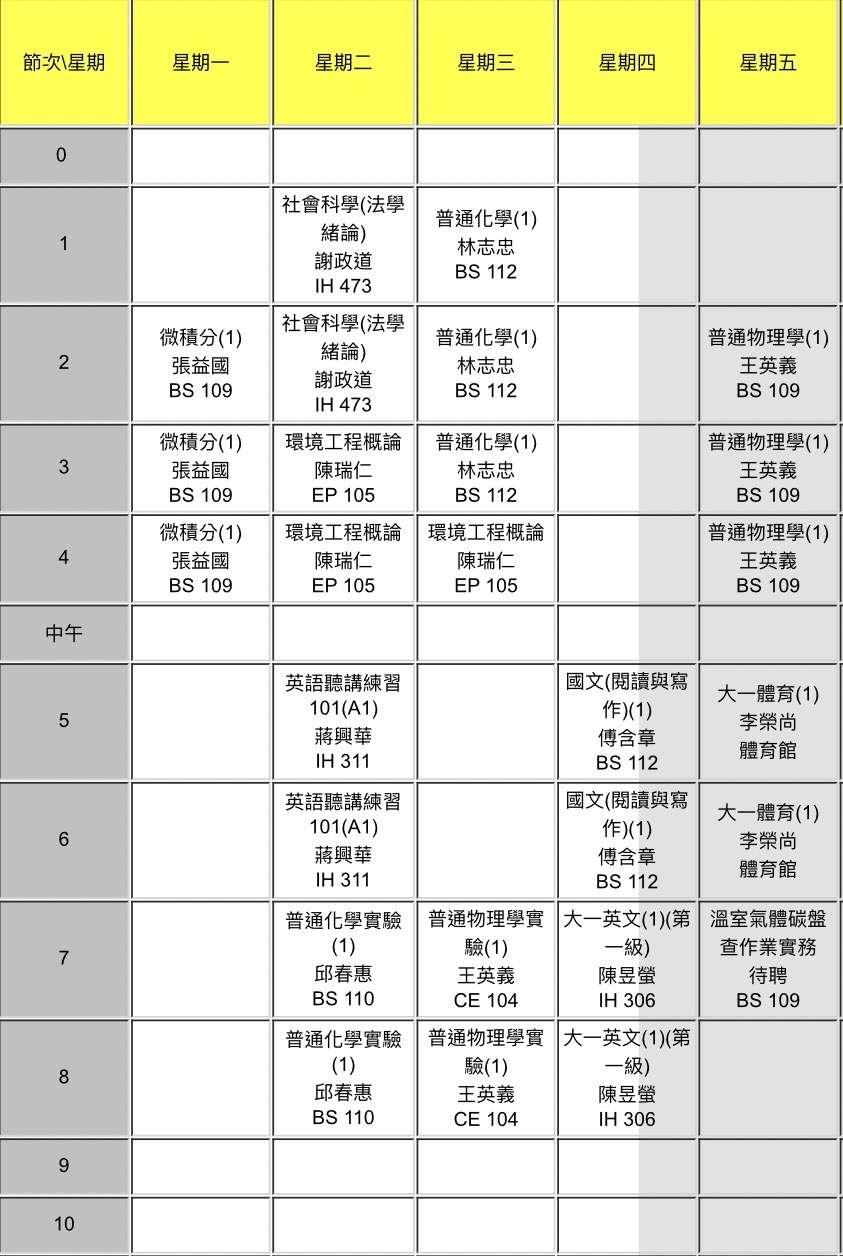 節次\星期 星期一 星期二 星期三 星期四 星期五
0
1
社會科學(法學
緒論)
謝政道
IH 473
普通化學(1)
林志忠
BS 112
2
微積分(1)
張益國
BS 109
社會科學(法學
緒論)
謝政道
IH 473
普通化學(1)
林志忠
BS 112
普通物理學(1)
王英義
BS 109
3
微積分(1)
張益國
BS 109
環境工程概論
陳瑞仁
EP 105
普通化學(1)
林志忠
BS 112
普通物理學(1)
王英義
BS 109
4
微積分(1)
張益國
BS 109
環境工程概論
陳瑞仁
EP 105
環境工程概論
陳瑞仁
EP 105
普通物理學(1)
王英義
BS 109
中午
5
英語聽講練習
101(A1)
蔣興華
IH 311
國文(閱讀與寫
作)(1)
傅含章
BS 112
大一體育(1)
李榮尚
體育館
6
英語聽講練習
101(A1)
蔣興華
IH 311
國文(閱讀與寫
作)(1)
傅含章
BS 112
大一體育(1)
李榮尚
體育館
7
普通化學實驗
(1)
邱春惠
BS 110
普通物理學實
驗(1)
王英義
CE 104
大一英文(1)(第
一級)
陳昱螢
IH 306
溫室氣體碳盤
查作業實務
待聘
BS 109
8
普通化學實驗
(1)
邱春惠
BS 110
普通物理學實
驗(1)
王英義
CE 104
大一英文(1)(第
一級)
陳昱螢
IH 306
9
10